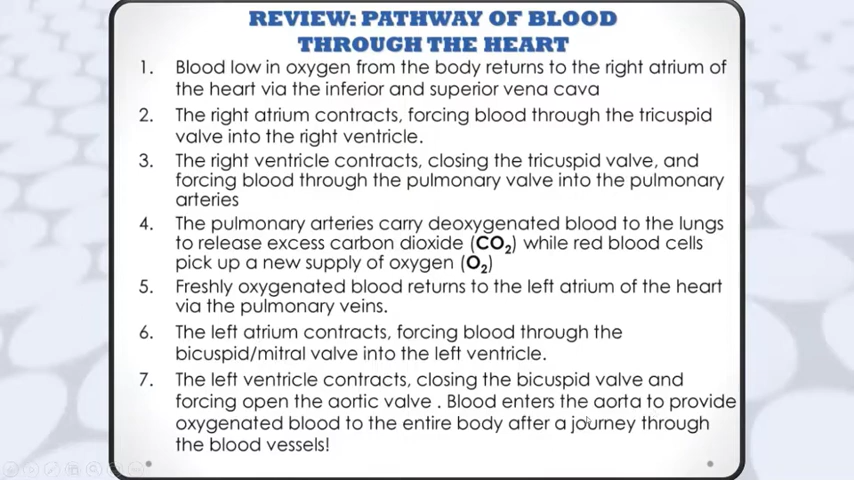 REVIEW: PATHWAY OF BLOOD
THROUGH THE HEART
1. Blood low in oxygen from the body returns to the right atrium of
the heart via the inferior and superior vena cava
2. The right atrium contracts, forcing blood through the tricuspid
valve into the right ventricle.
3. The right ventricle contracts, closing the tricuspid valve, and
forcing blood through the pulmonary valve into the pulmonary
arteries
4. The pulmonary arteries carry deoxygenated blood to the lungs
to release excess carbon dioxide (CO₂) while red blood cells
pick up a new supply of oxygen (O₂)
5. Freshly oxygenated blood returns to the left atrium of the heart
via the pulmonary veins.
6. The left atrium contracts, forcing blood through the
bicuspid/mitral valve into the left ventricle.
7. The left ventricle contracts, closing the bicuspid valve and
forcing open the aortic valve . Blood enters the aorta to provide
oxygenated blood to the entire body after a journey through
the blood vessels!